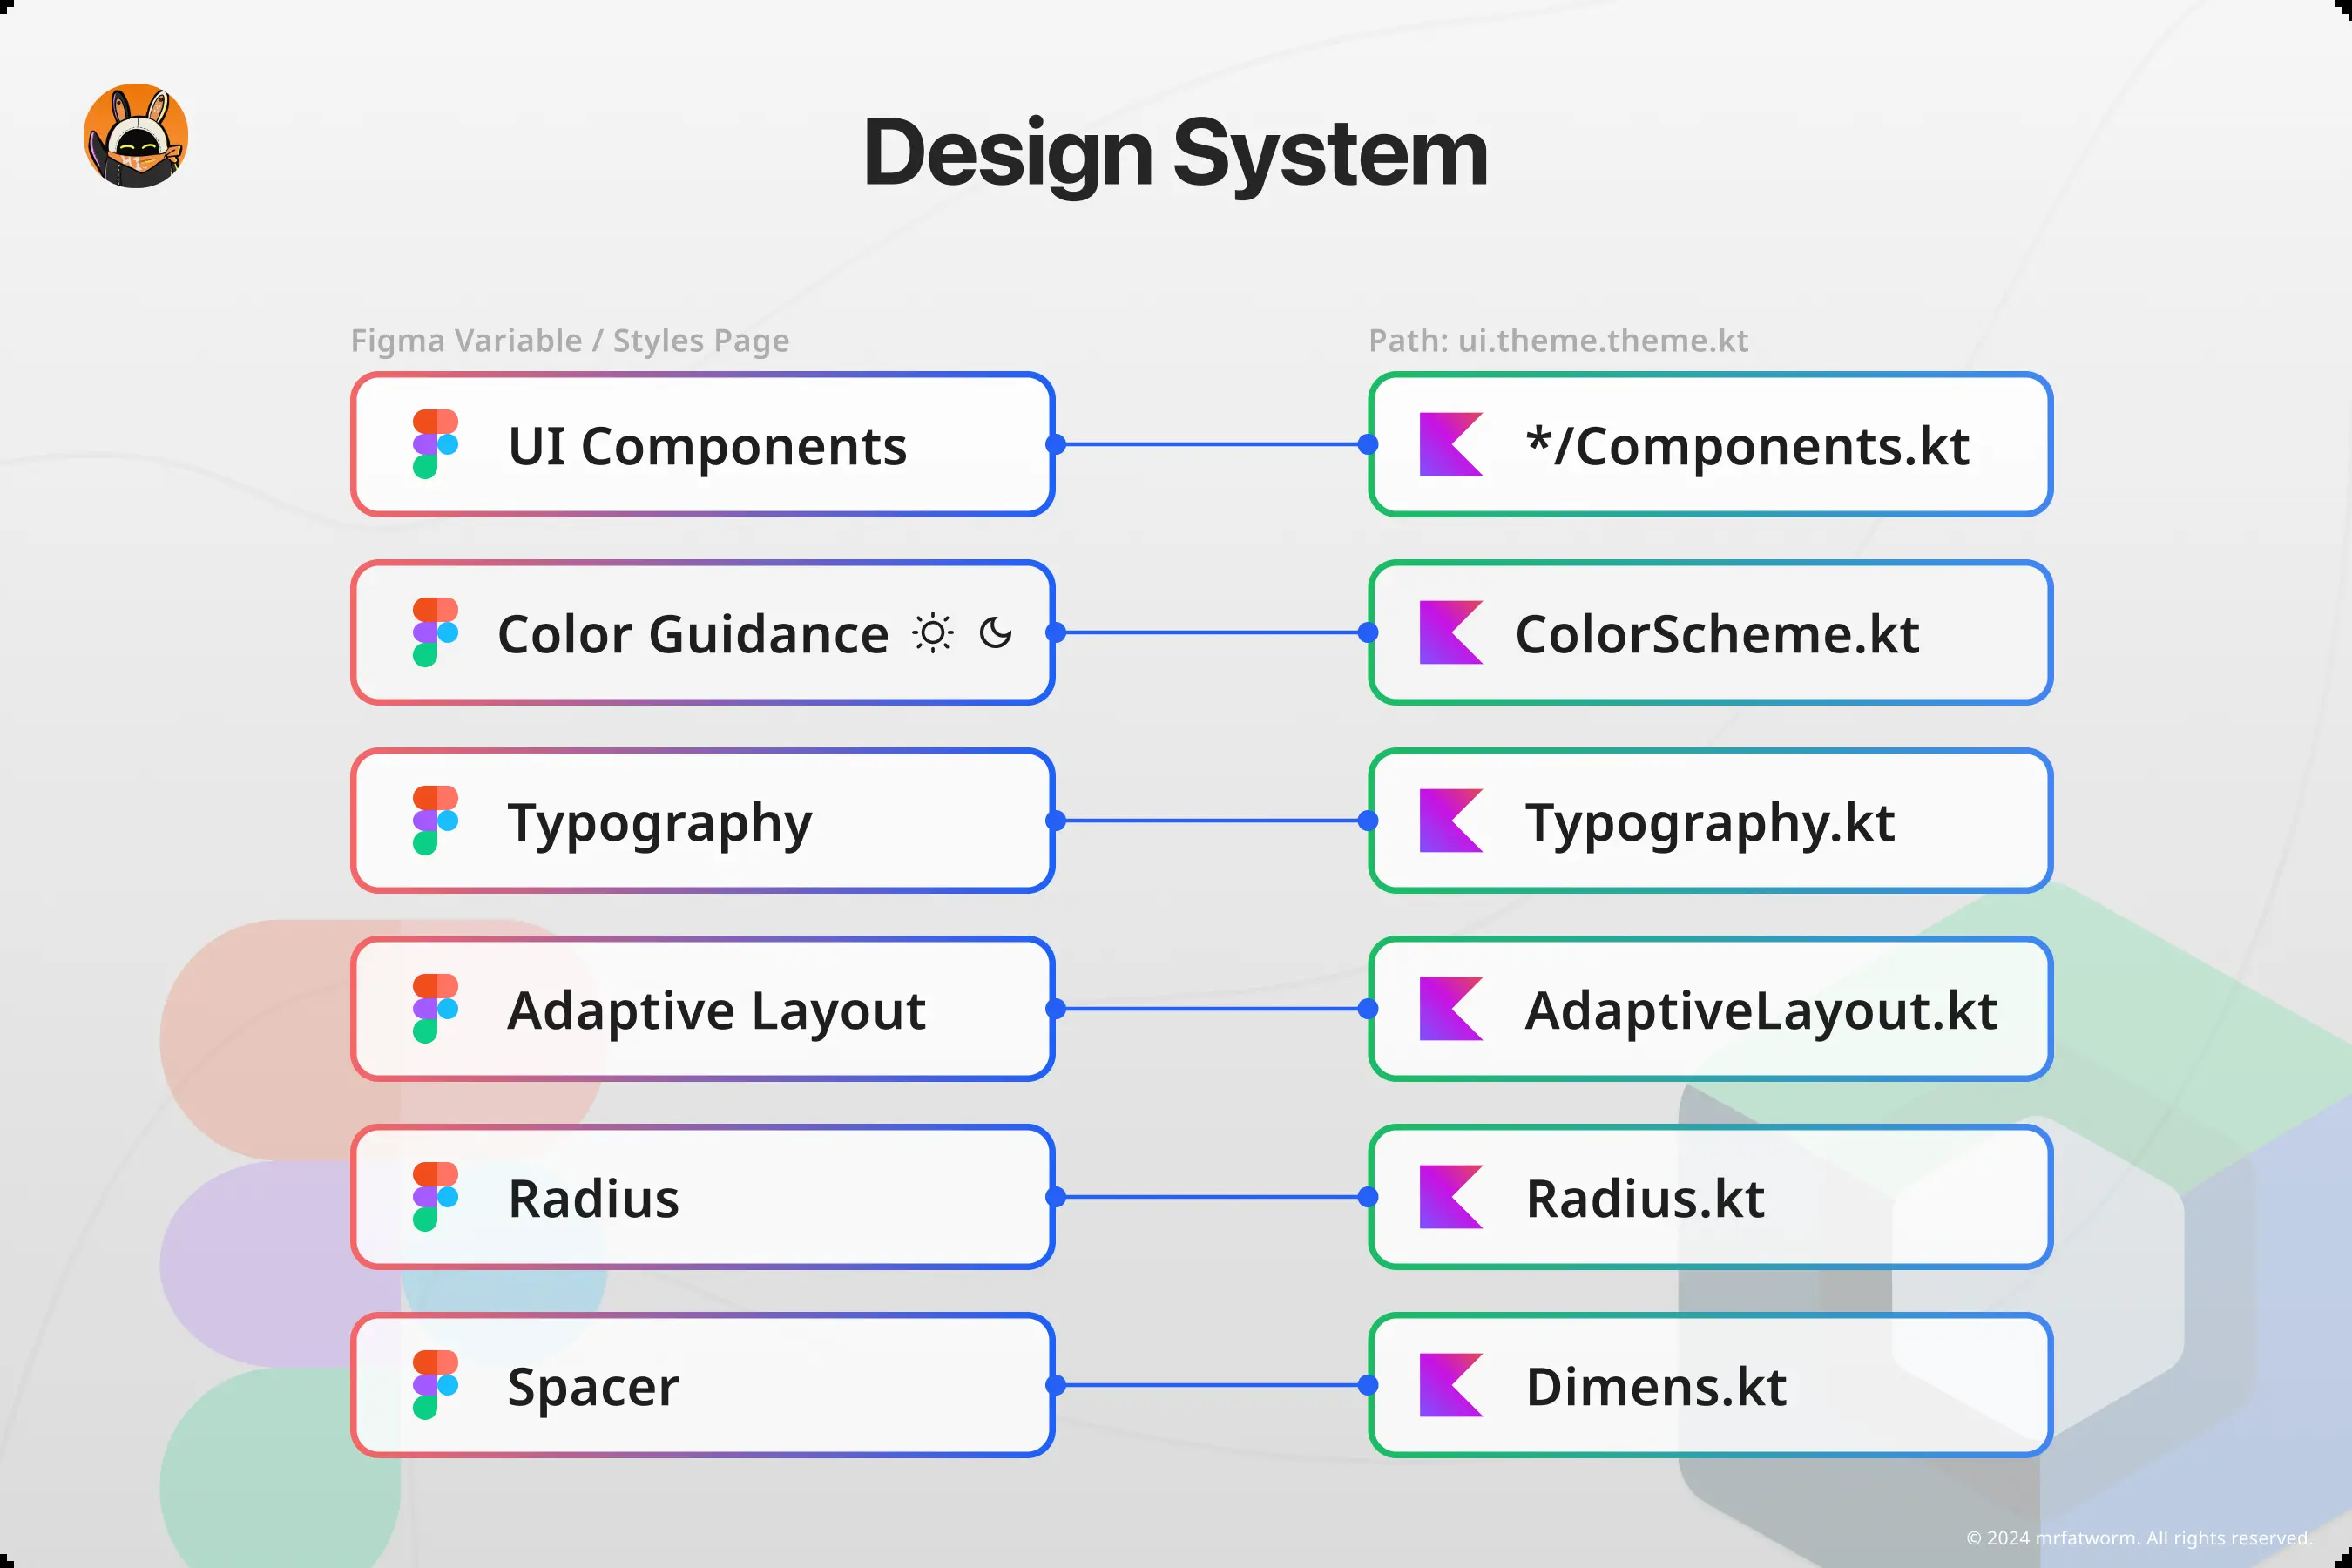 Design System
Figma Variable / Styles Page
Path: ui.theme.theme.kt
UI Components
*/Components.kt
Color Guidance
ColorScheme.kt
Typography
Typography.kt
Adaptive Layout
AdaptiveLayout.kt
Radius
Radius.kt
Spacer
Dimens.kt
© 2024 mrfatworm. All rights reserved.